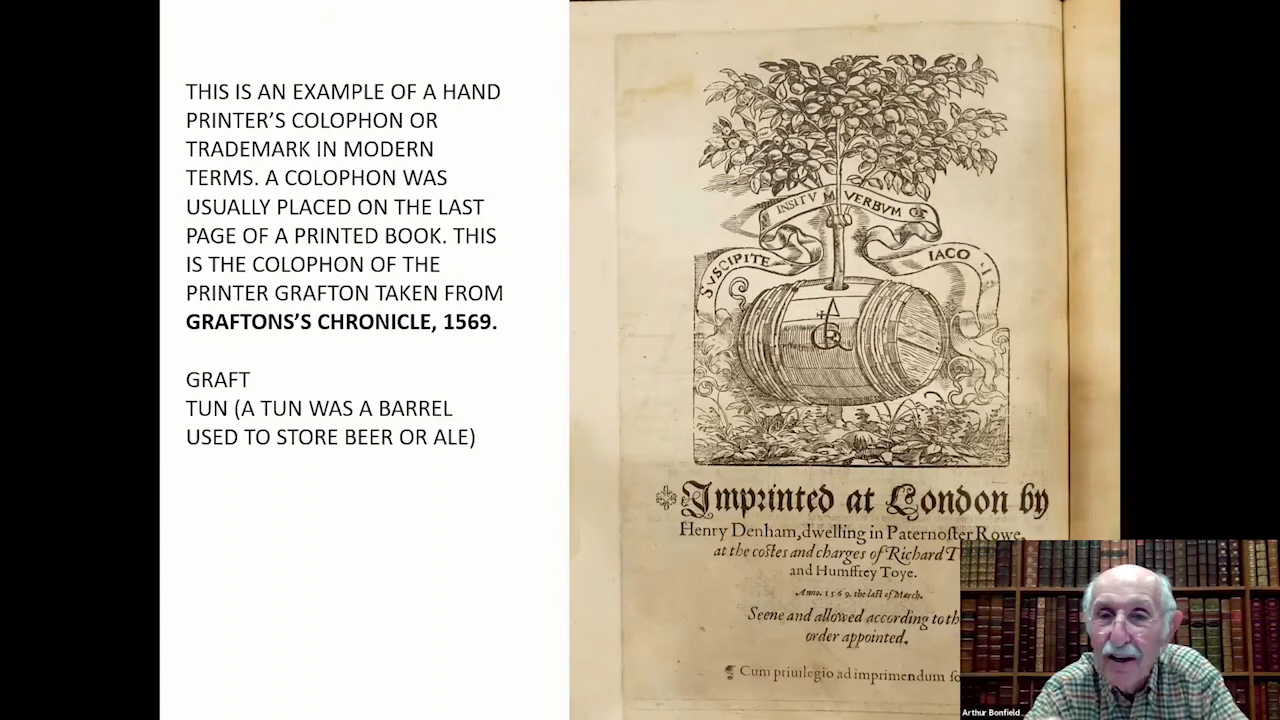 THIS IS AN EXAMPLE OF A HAND
PRINTER’S COLOPHON OR
TRADEMARK IN MODERN
TERMS. A COLOPHON WAS
USUALLY PLACED ON THE LAST
PAGE OF A PRINTED BOOK. THIS
IS THE COLOPHON OF THE
PRINTER GRAFTON TAKEN FROM
GRAFTONS’S CHRONICLE, 1569.
GRAFT
TUN (A TUN WAS A BARREL
USED TO STORE BEER OR ALE)
INSITVM VERBVM
SVSCIPITE
IACO
Imprinted at London by
Henry Denham, dwelling in Paternoſter Rowe,
at the coſtes and charges of Richard T
and Humffrey Toye.
Anno. 1569. the laſt of March.
Seene and allowed according to th
order appointed.
¶ Cum priuilegio ad imprimendum ſo
Arthur Bonfield